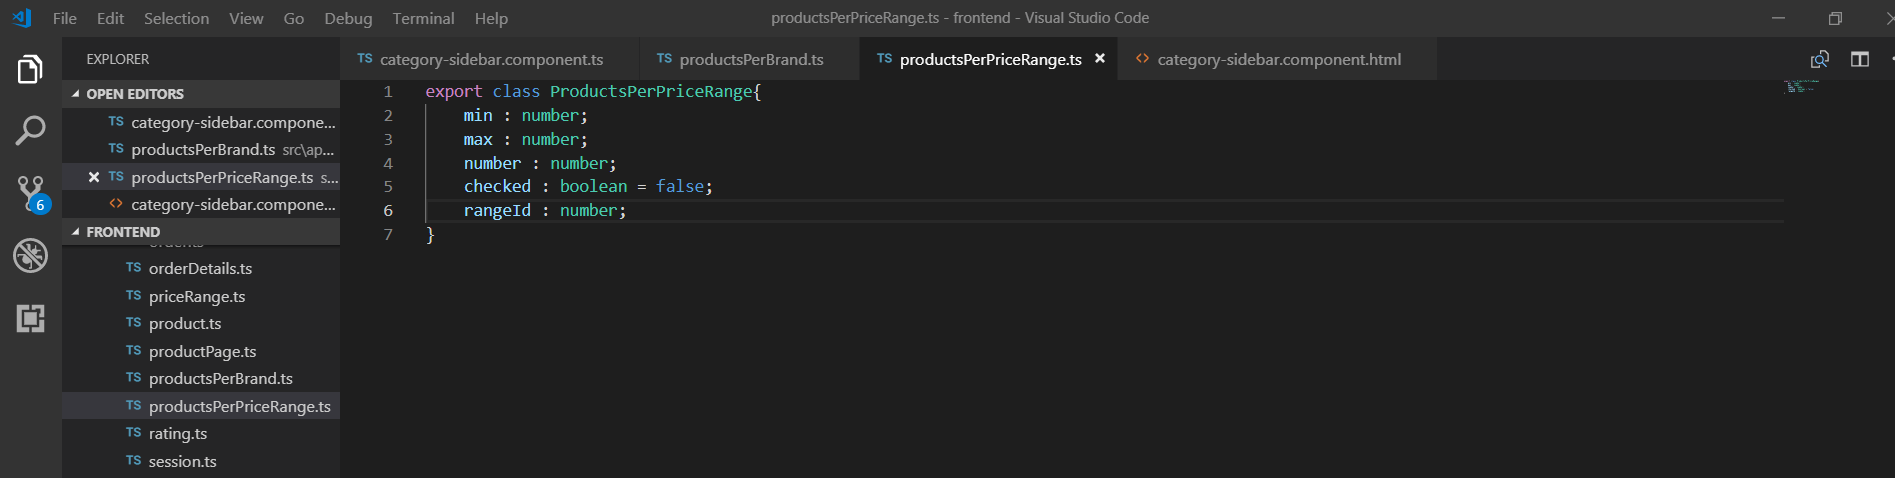 File Edit Selection View Go Debug Terminal Help
productsPerPriceRange.ts - frontend - Visual Studio Code
EXPLORER
OPEN EDITORS
TS category-sidebar.compone...
TS productsPerBrand.ts src\ap...
TS productsPerPriceRange.ts s...
<> category-sidebar.compone...
6
FRONTEND
TS orderDetails.ts
TS priceRange.ts
TS product.ts
TS productPage.ts
TS productsPerBrand.ts
TS productsPerPriceRange.ts
TS rating.ts
TS session.ts
TS category-sidebar.component.ts
TS productsPerBrand.ts
TS productsPerPriceRange.ts
<> category-sidebar.component.html
1 export class ProductsPerPriceRange{
2 min : number;
3 max : number;
4 number : number;
5 checked : boolean = false;
6 rangeId : number;
7 }